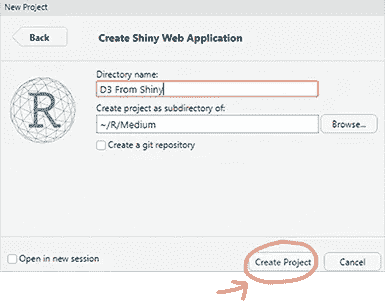 New Project
Back
Create Shiny Web Application
Directory name:
D3 From Shiny
Create project as subdirectory of:
~/R/Medium
Browse...
Create a git repository
R
Open in new session
Create Project
Cancel